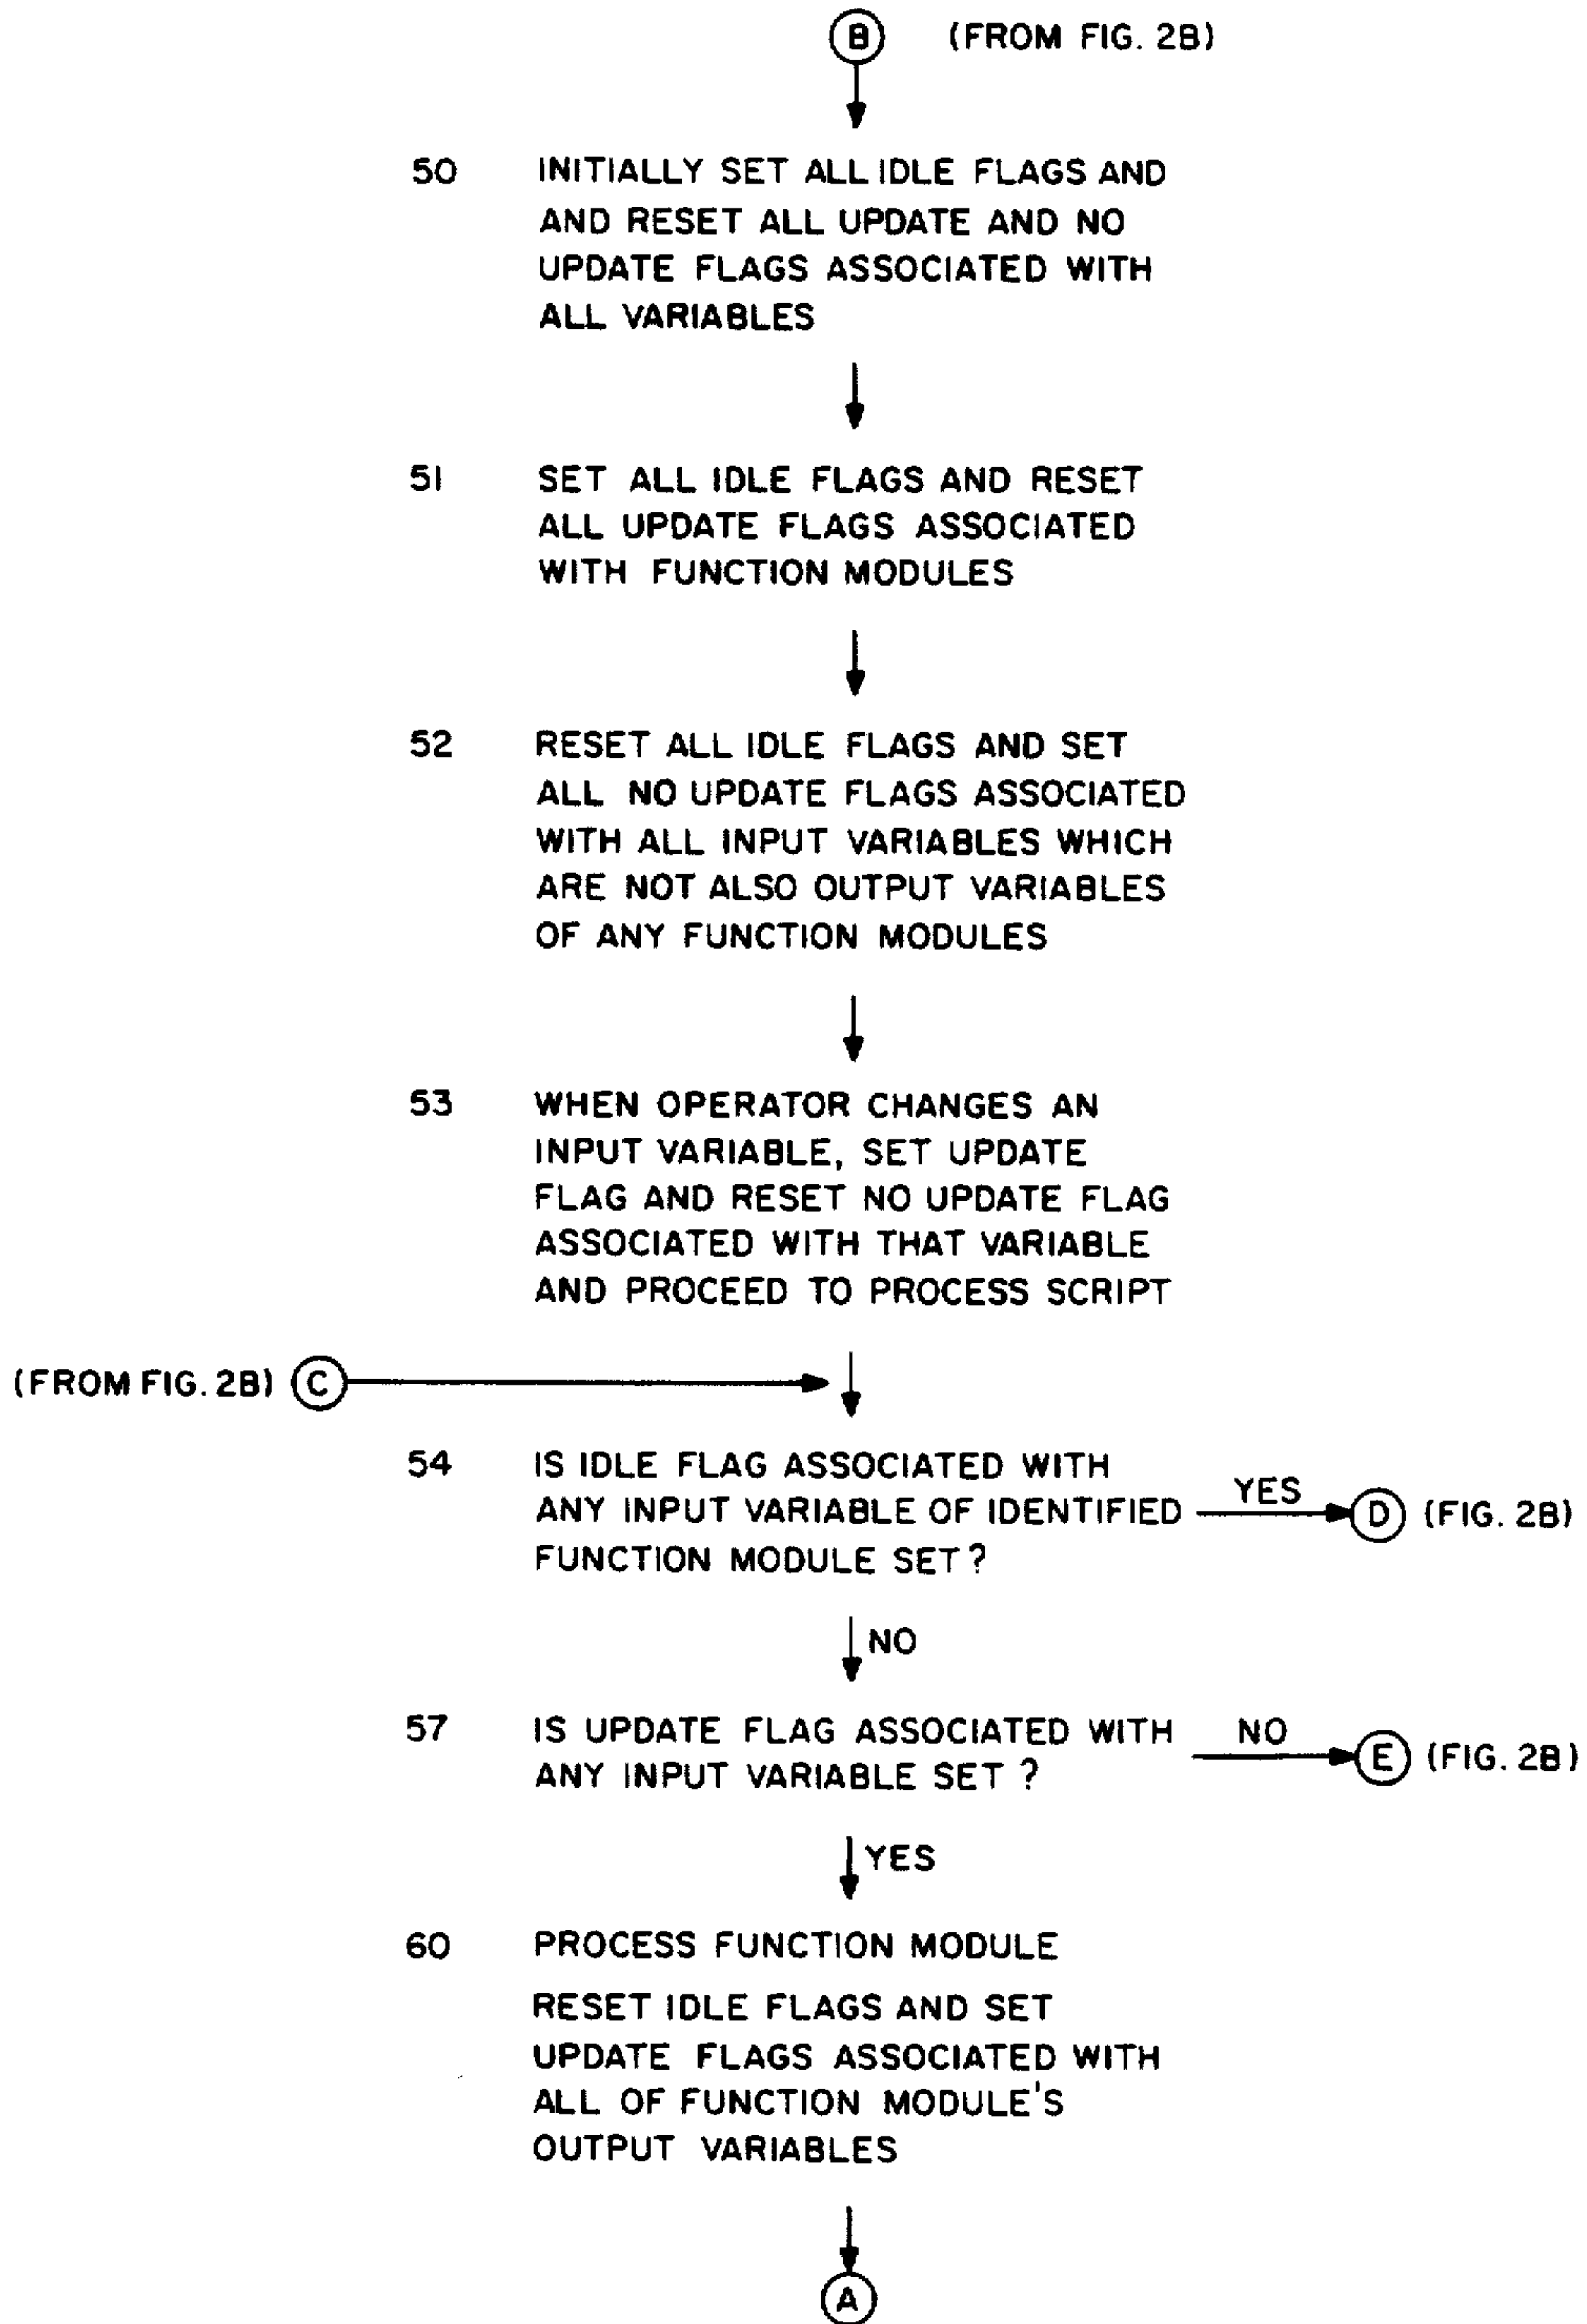 B (FROM FIG. 2B)
50 INITIALLY SET ALL IDLE FLAGS AND
AND RESET ALL UPDATE AND NO
UPDATE FLAGS ASSOCIATED WITH
ALL VARIABLES
51 SET ALL IDLE FLAGS AND RESET
ALL UPDATE FLAGS ASSOCIATED
WITH FUNCTION MODULES
52 RESET ALL IDLE FLAGS AND SET
ALL NO UPDATE FLAGS ASSOCIATED
WITH ALL INPUT VARIABLES WHICH
ARE NOT ALSO OUTPUT VARIABLES
OF ANY FUNCTION MODULES
53 WHEN OPERATOR CHANGES AN
INPUT VARIABLE, SET UPDATE
FLAG AND RESET NO UPDATE FLAG
ASSOCIATED WITH THAT VARIABLE
AND PROCEED TO PROCESS SCRIPT
(FROM FIG. 2B) C
54 IS IDLE FLAG ASSOCIATED WITH
ANY INPUT VARIABLE OF IDENTIFIED YES D (FIG. 2B)
FUNCTION MODULE SET?
NO
57 IS UPDATE FLAG ASSOCIATED WITH NO E (FIG. 2B)
ANY INPUT VARIABLE SET ?
YES
60 PROCESS FUNCTION MODULE
RESET IDLE FLAGS AND SET
UPDATE FLAGS ASSOCIATED WITH
ALL OF FUNCTION MODULE'S
OUTPUT VARIABLES
A